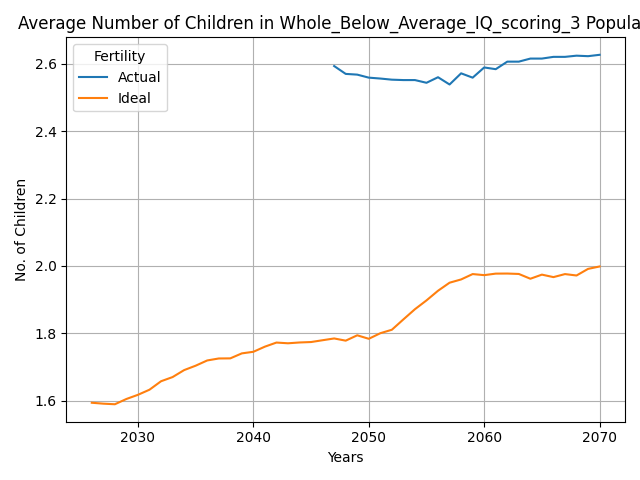 Average Number of Children in Whole_Below_Average_IQ_scoring_3 Popula
Fertility
Actual
Ideal
No. of Children
2.6
2.4
2.2
2.0
1.8
1.6
2030 2040 2050 2060 2070
Years